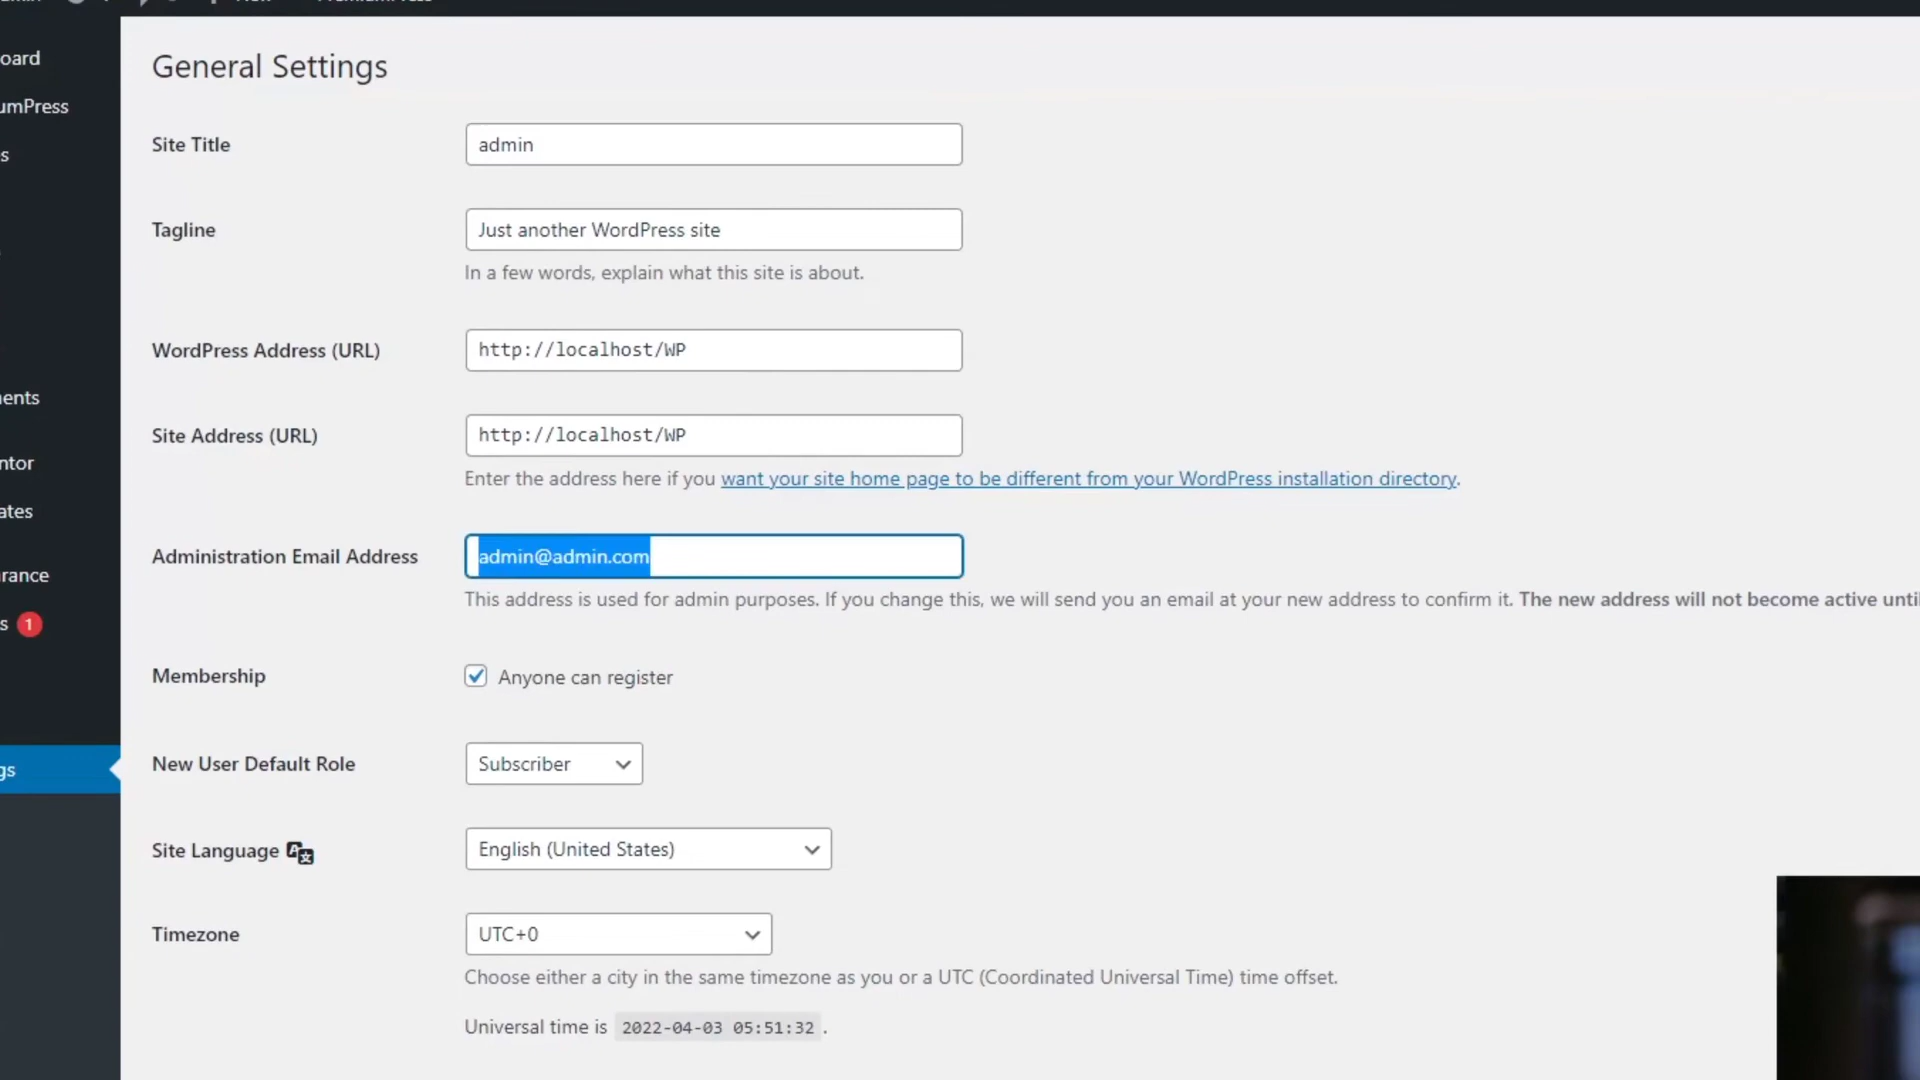 General Settings
oard
umPress
Site Title
admin
s
Tagline
Just another WordPress site
In a few words, explain what this site is about.
WordPress Address (URL)
http://localhost/WP
ents
Site Address (URL)
http://localhost/WP
ntor
Enter the address here if you want your site home page to be different from your WordPress installation directory.
ates
Administration Email Address
admin@admin.com
rance
This address is used for admin purposes. If you change this, we will send you an email at your new address to confirm it. The new address will not become active until
s 1
Membership
Anyone can register
New User Default Role
Subscriber
gs
Site Language
English (United States)
Timezone
UTC+0
Choose either a city in the same timezone as you or a UTC (Coordinated Universal Time) time offset.
Universal time is 2022-04-03 05:51:32 .